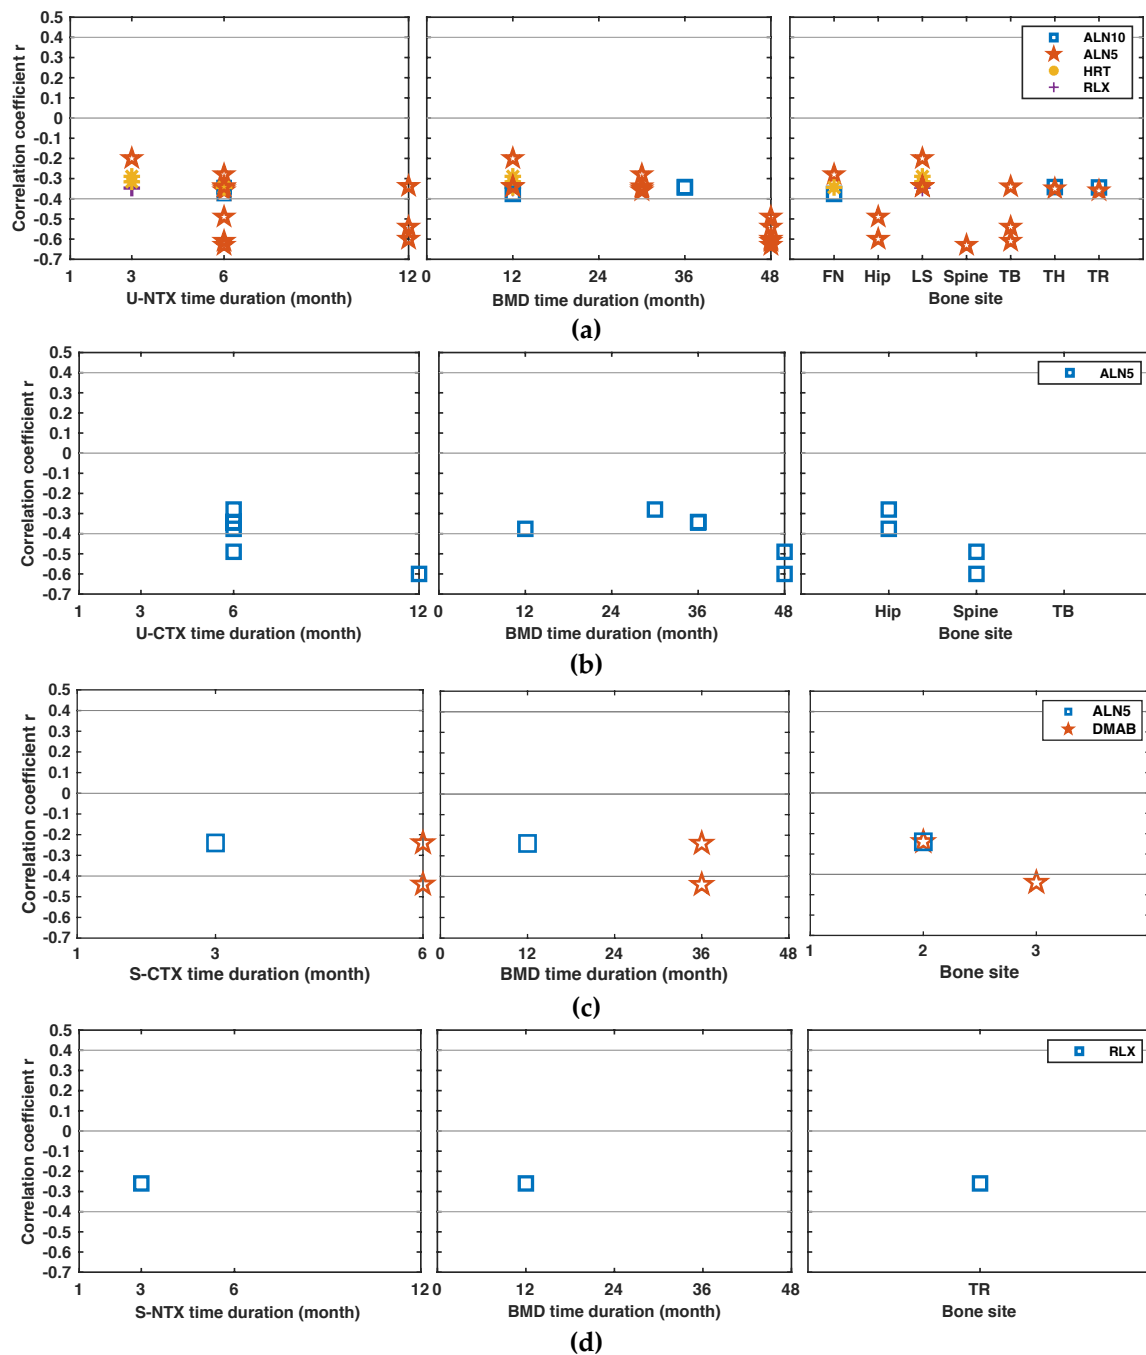 Correlation coefficient r
0.5
0.4
0.3
0.2
0.1
0
-0.1
-0.2
-0.3
-0.4
-0.5
-0.6
-0.7
1 3 6 12
U-NTX time duration (month)
0 12 24 36 48
BMD time duration (month)
ALN10
ALN5
HRT
RLX
FN Hip LS Spine TB TH TR
Bone site
(a)
Correlation coefficient r
0.5
0.4
0.3
0.2
0.1
0
-0.1
-0.2
-0.3
-0.4
-0.5
-0.6
-0.7
1 3 6 12
U-CTX time duration (month)
0 12 24 36 48
BMD time duration (month)
ALN5
Hip Spine TB
Bone site
(b)
Correlation coefficient r
0.5
0.4
0.3
0.2
0.1
0
-0.1
-0.2
-0.3
-0.4
-0.5
-0.6
-0.7
1 3 6
S-CTX time duration (month)
0 12 24 36 48
BMD time duration (month)
ALN5
DMAB
1 2 3
Bone site
(c)
Correlation coefficient r
0.5
0.4
0.3
0.2
0.1
0
-0.1
-0.2
-0.3
-0.4
-0.5
-0.6
-0.7
1 3 6 12
S-NTX time duration (month)
0 12 24 36 48
BMD time duration (month)
RLX
TR
Bone site
(d)